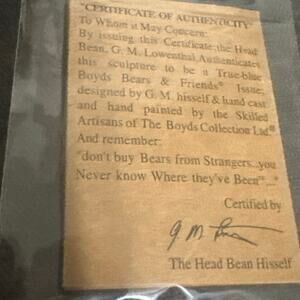 "CERTIFICATE OF AUTHENTICITY"
To Whom it May Concern:
By issuing this Certificate the Head
Bean, G. M. Lowenthal Authenticates
this sculpture to be a True-blue
Boyds Bears & Friends® Issue;
designed by G. M. hisself & hand cast
and hand painted by the Skilled
Artisans of The Boyds Collection Ltd®
And remember:
"don't buy Bears from Strangers...you
Never know Where they've Been"...
Certified by
G M Bean
The Head Bean Hisself